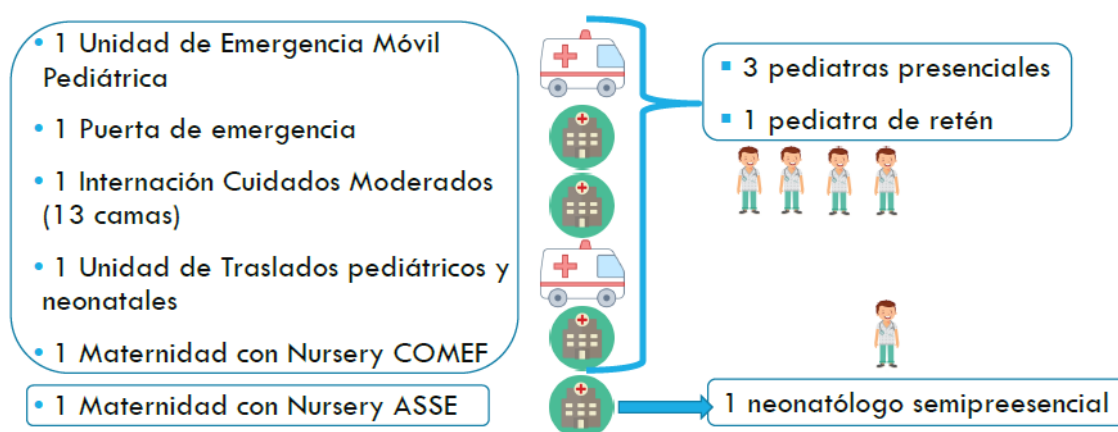 • 1 Unidad de Emergencia Móvil
Pediátrica
• 1 Puerta de emergencia
• 1 Internación Cuidados Moderados
(13 camas)
• 1 Unidad de Traslados pediátricos y
neonatales
• 1 Maternidad con Nursery COMEF
• 1 Maternidad con Nursery ASSE
▪ 3 pediatras presenciales
▪ 1 pediatra de retén
1 neonatólogo semipreesencial